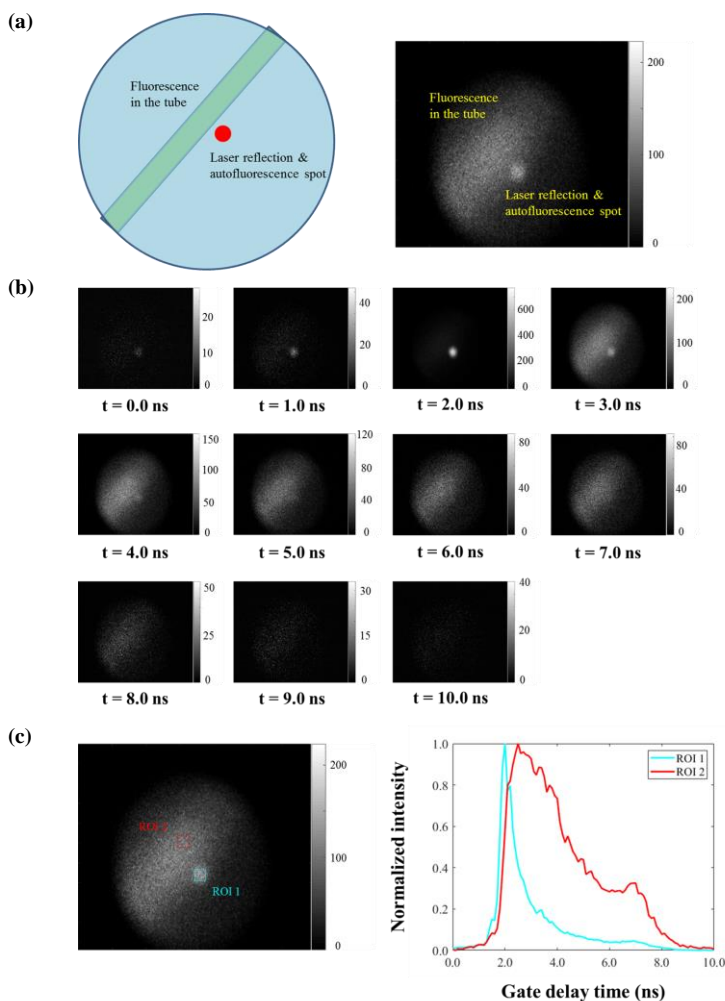 (a)
Fluorescence
in the tube
Laser reflection &
autofluorescence spot
Fluorescence
in the tube
Laser reflection &
autofluorescence spot
200
100
0
(b)
20
10
0
t = 0.0 ns
40
20
0
t = 1.0 ns
600
400
200
0
t = 2.0 ns
200
100
0
t = 3.0 ns
150
100
50
0
t = 4.0 ns
120
80
40
0
t = 5.0 ns
80
40
0
t = 6.0 ns
80
40
0
t = 7.0 ns
50
25
0
t = 8.0 ns
30
15
0
t = 9.0 ns
40
20
0
t = 10.0 ns
(c)
ROI 2
ROI 1
200
100
0
Normalized intensity
1.0
0.8
0.6
0.4
0.2
0.0
ROI 1
ROI 2
0.0 2.0 4.0 6.0 8.0 10.0
Gate delay time (ns)